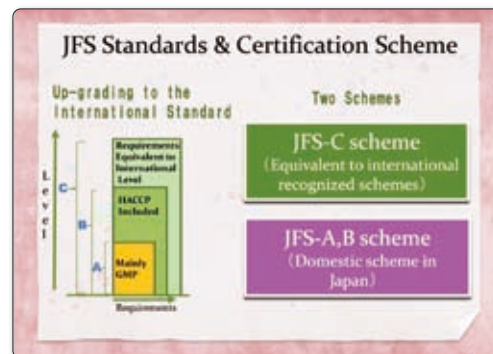 JFS Standards & Certification Scheme
Up-grading to the
International Standard
Level
C
B
A
Requirements
Equivalent to
International
Level
HACCP
Included
Mainly
GMP
Requirements
Two Schemes
JFS-C scheme
(Equivalent to international
recognized schemes)
JFS-A,B scheme
(Domestic scheme in
Japan)